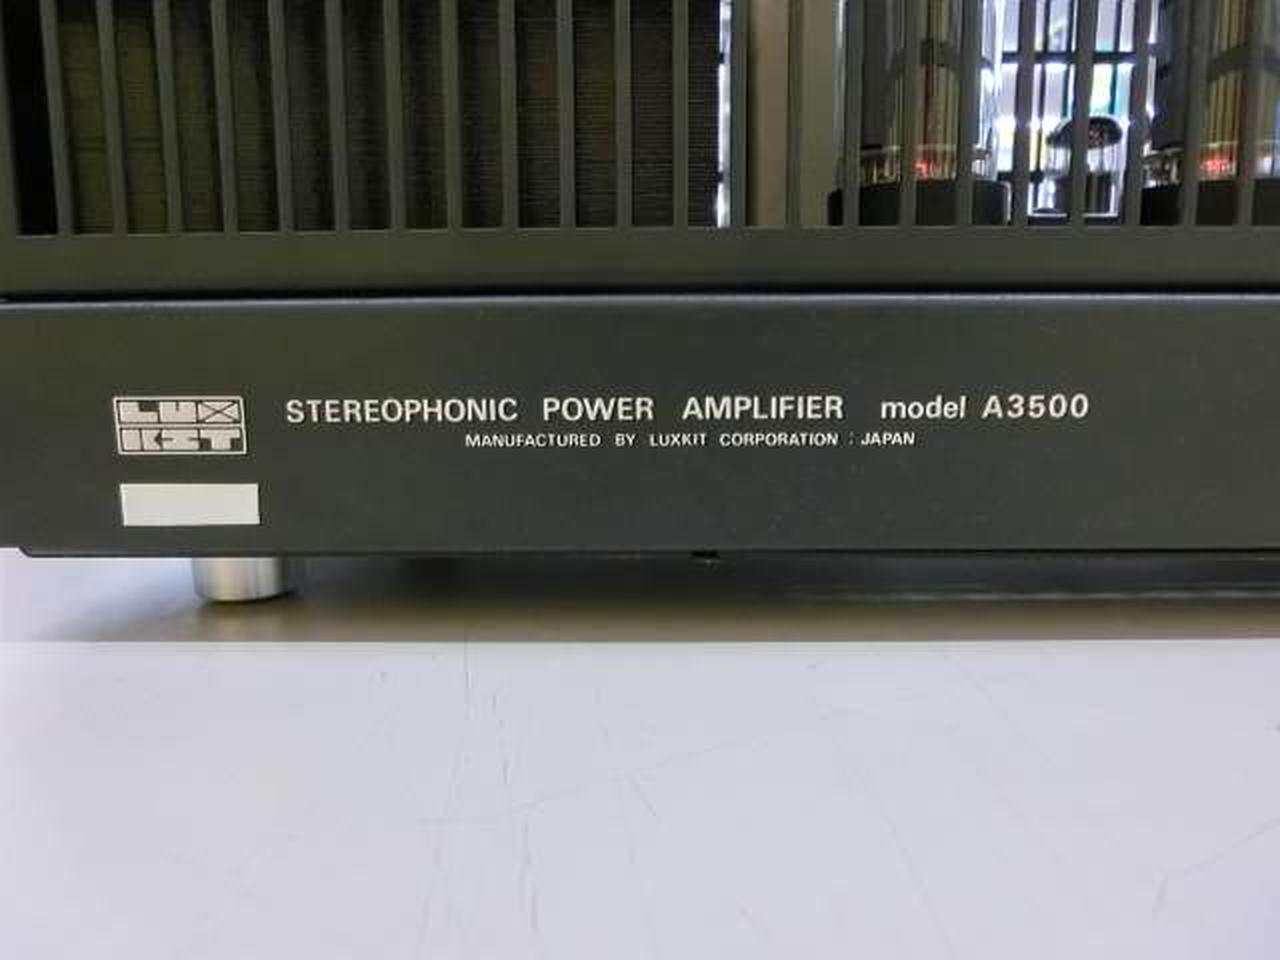 LUX
KIT
STEREOPHONIC POWER AMPLIFIER model A3500
MANUFACTURED BY LUXKIT CORPORATION : JAPAN